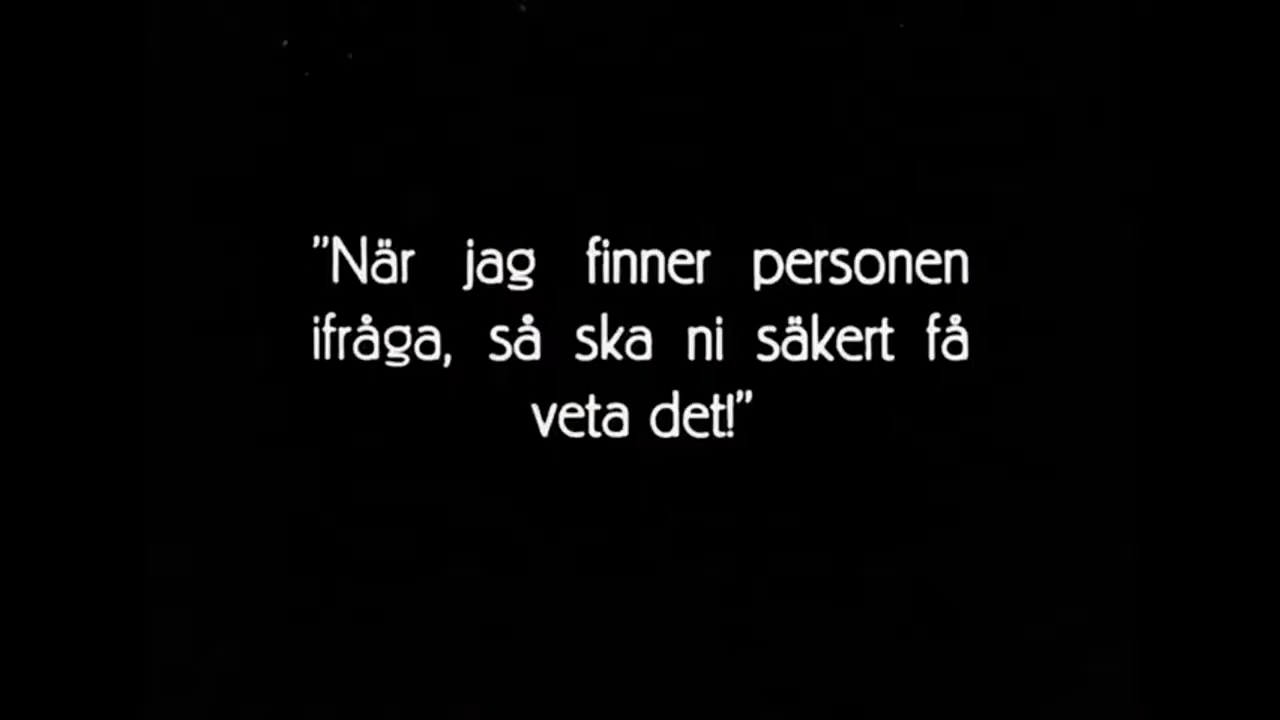 ”När jag finner personen
ifråga, så ska ni säkert få
veta det!”